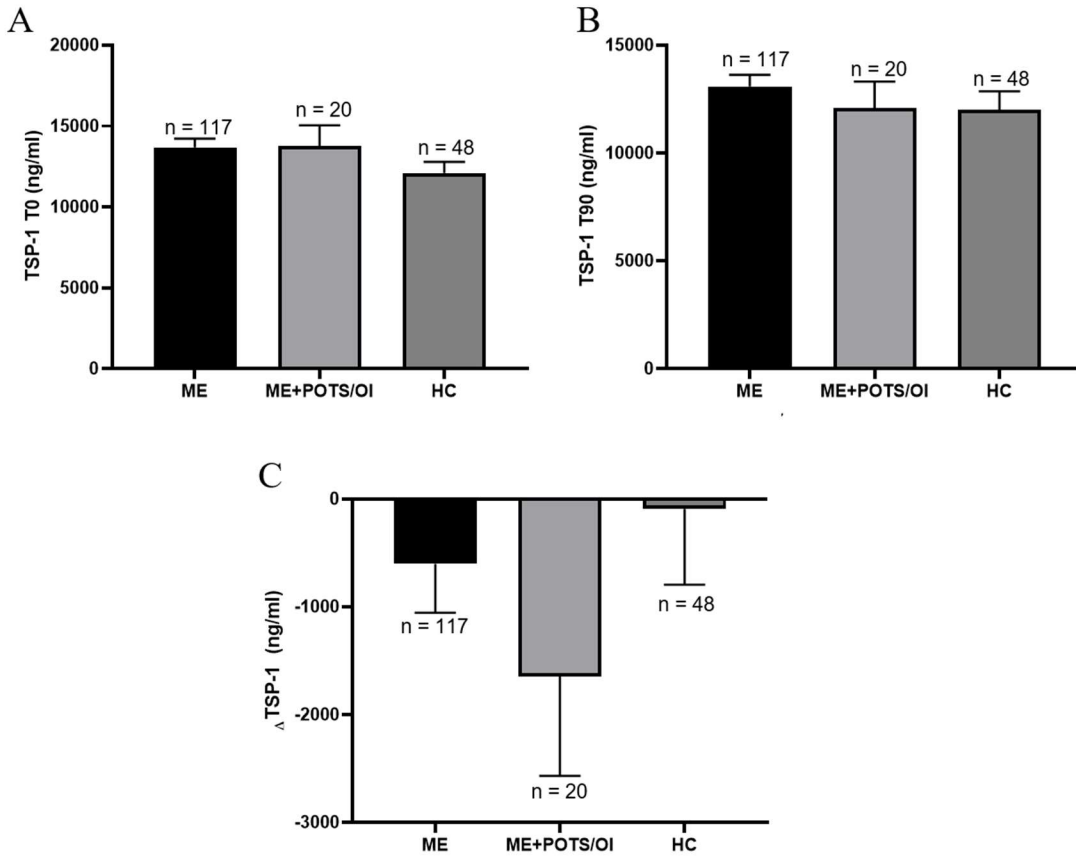 A
TSP-1 T0 (ng/ml)
20000
15000
10000
5000
0
n = 117
n = 20
n = 48
ME
ME+POTS/OI
HC
B
TSP-1 T90 (ng/ml)
15000
10000
5000
0
n = 117
n = 20
n = 48
ME
ME+POTS/OI
HC
C
Δ TSP-1 (ng/ml)
0
-1000
-2000
-3000
n = 117
n = 20
n = 48
ME
ME+POTS/OI
HC